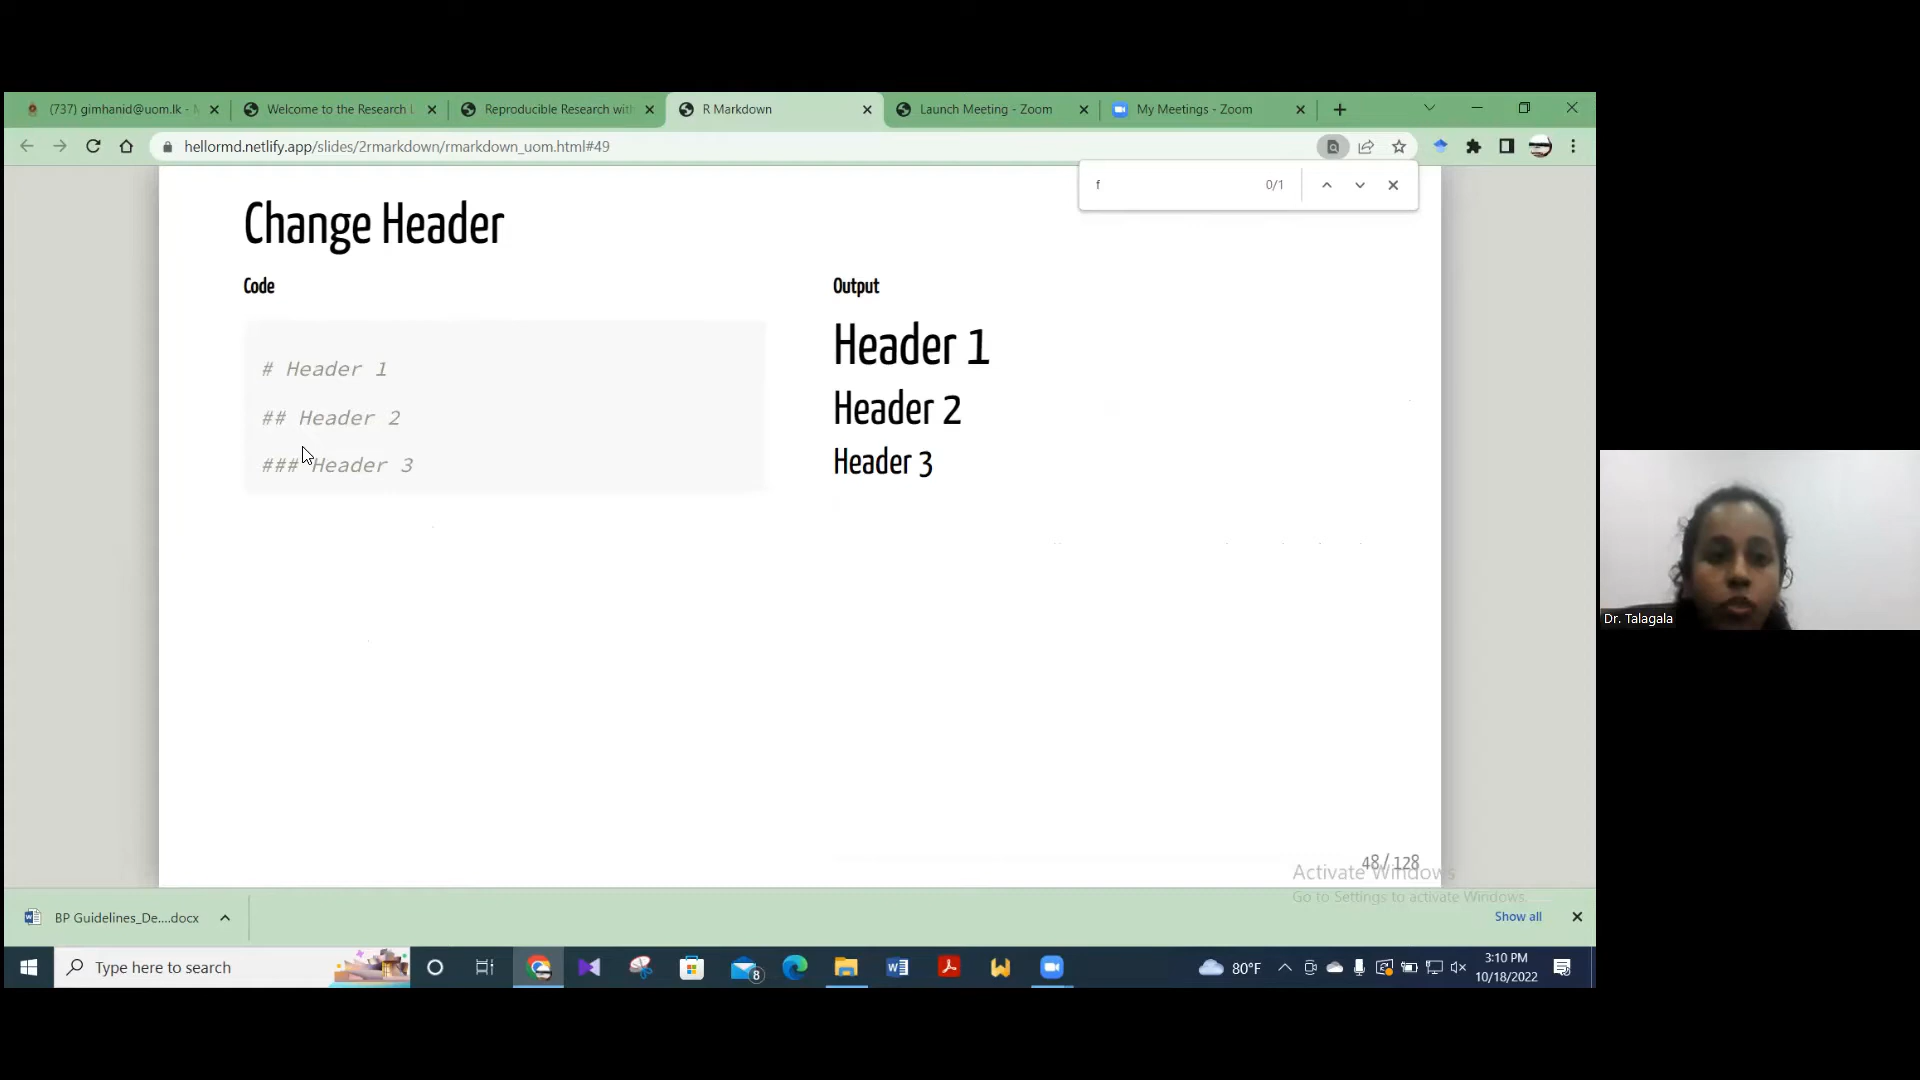 (737) gimhanid@uom.lk -
Welcome to the Research
Reproducible Research with
R Markdown
Launch Meeting - Zoom
My Meetings - Zoom
hellormd.netlify.app/slides/2rmarkdown/rmarkdown_uom.html#49
f
0/1
Change Header
Code
# Header 1
## Header 2
### Header 3
Output
Header 1
Header 2
Header 3
Dr. Talagala
48 / 128
Activate Windows
Go to Settings to activate Windows.
BP Guidelines_De....docx
Show all
Type here to search
8
80°F
3:10 PM
10/18/2022